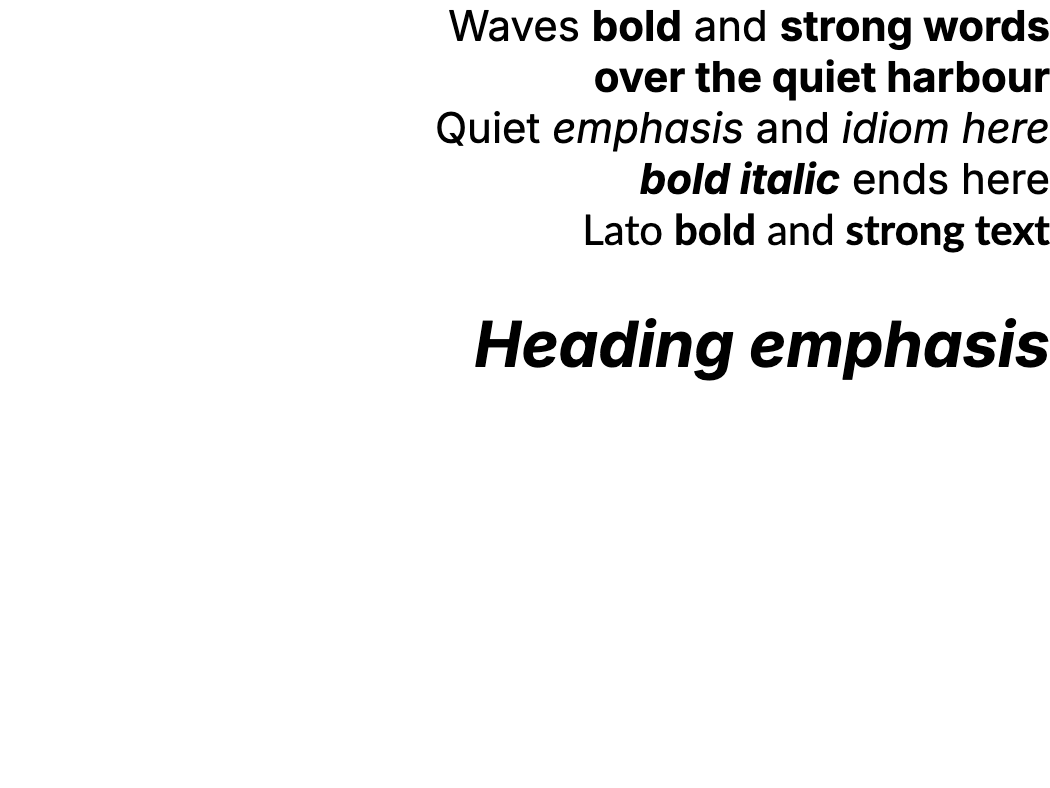 Waves bold and strong words
over the quiet harbour
Quiet emphasis and idiom here
bold italic ends here
Lato bold and strong text
Heading emphasis